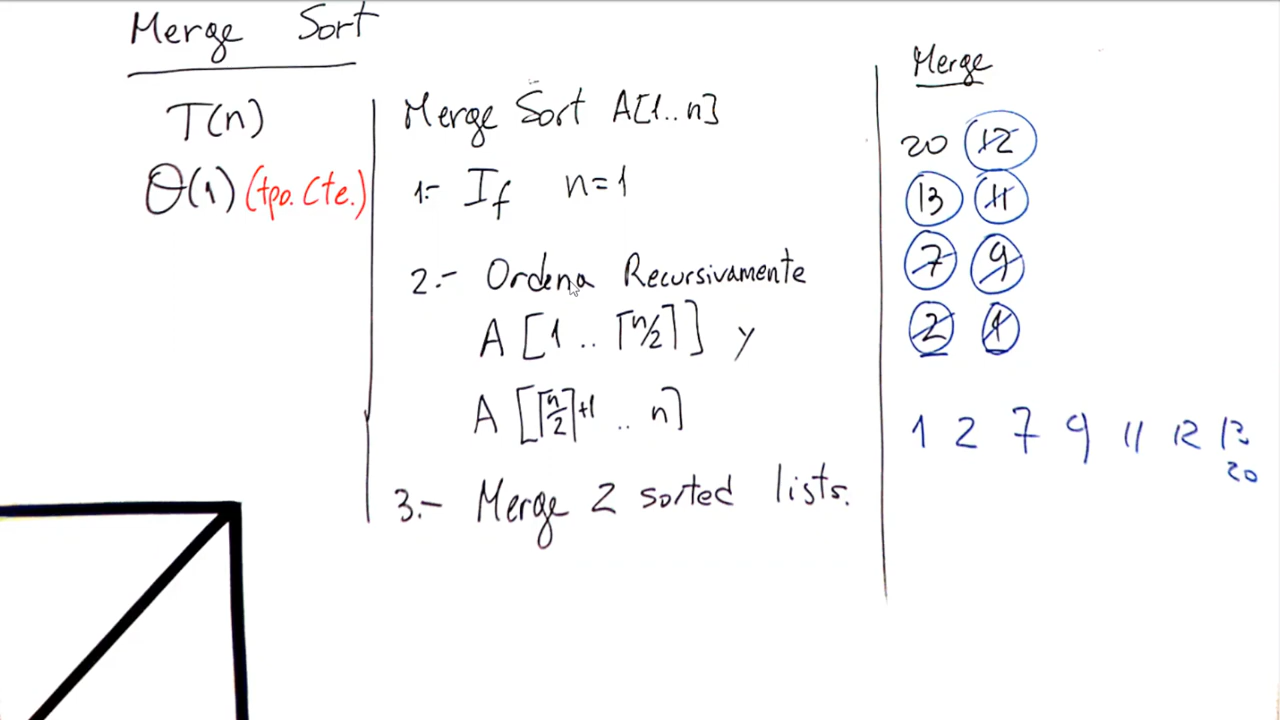 Merge Sort
T(n)
Θ(1) (tpo. cte.)
Merge Sort A[1..n]
1.- If n=1
2.- Ordena Recursivamente
A [1 .. ⌈n/2⌉] y
A [⌈n/2⌉+1 .. n]
3.- Merge 2 sorted lists.
Merge
20 12
13 11
7 9
2 1
1 2 7 9 11 12 13
20